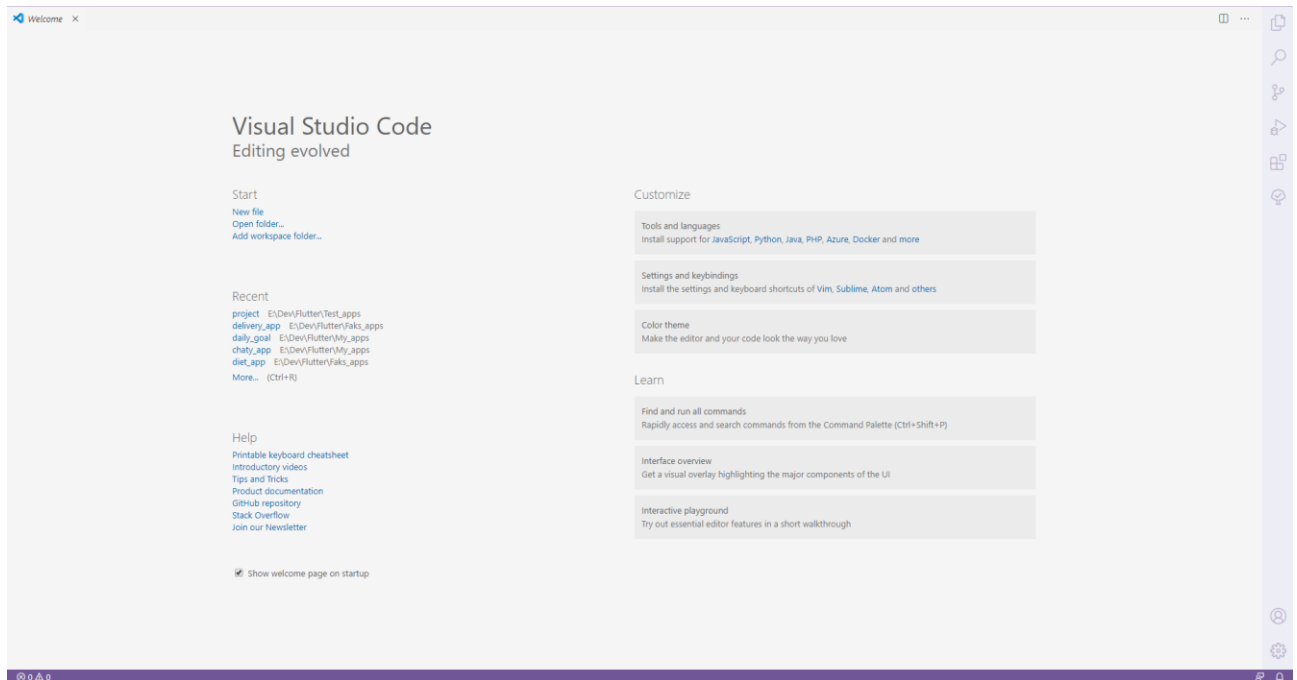 Welcome
Visual Studio Code
Editing evolved
Start
New file
Open folder...
Add workspace folder...
Recent
project E:\Dev\Flutter\Test_apps
delivery_app E:\Dev\Flutter\Faks_apps
daily_goal E:\Dev\Flutter\My_apps
chaty_app E:\Dev\Flutter\My_apps
diet_app E:\Dev\Flutter\Faks_apps
More... (Ctrl+R)
Help
Printable keyboard cheatsheet
Introductory videos
Tips and Tricks
Product documentation
GitHub repository
Stack Overflow
Join our Newsletter
Show welcome page on startup
Customize
Tools and languages
Install support for JavaScript, Python, Java, PHP, Azure, Docker and more
Settings and keybindings
Install the settings and keyboard shortcuts of Vim, Sublime, Atom and others
Color theme
Make the editor and your code look the way you love
Learn
Find and run all commands
Rapidly access and search commands from the Command Palette (Ctrl+Shift+P)
Interface overview
Get a visual overlay highlighting the major components of the UI
Interactive playground
Try out essential editor features in a short walkthrough
0 0